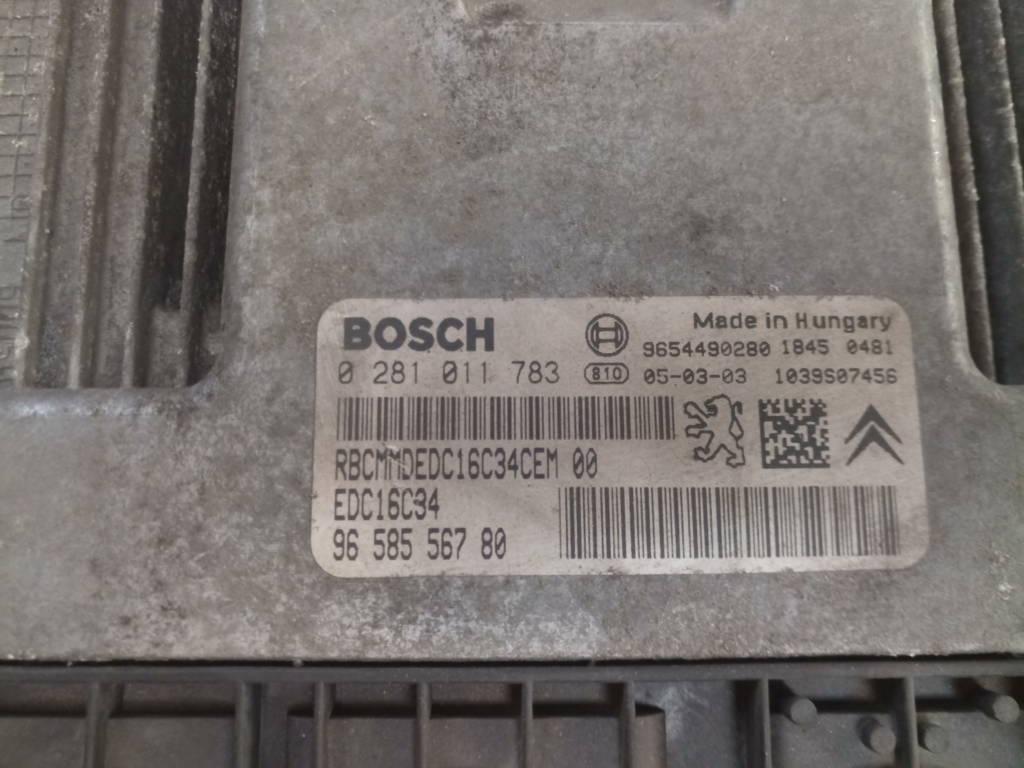 BOSCH
Made in Hungary
9654490280 1845 0481
0 281 011 783
810 05-03-03 1039S07456
RBCMMDEDC16C34CEM 00
EDC16C34
96 585 567 80